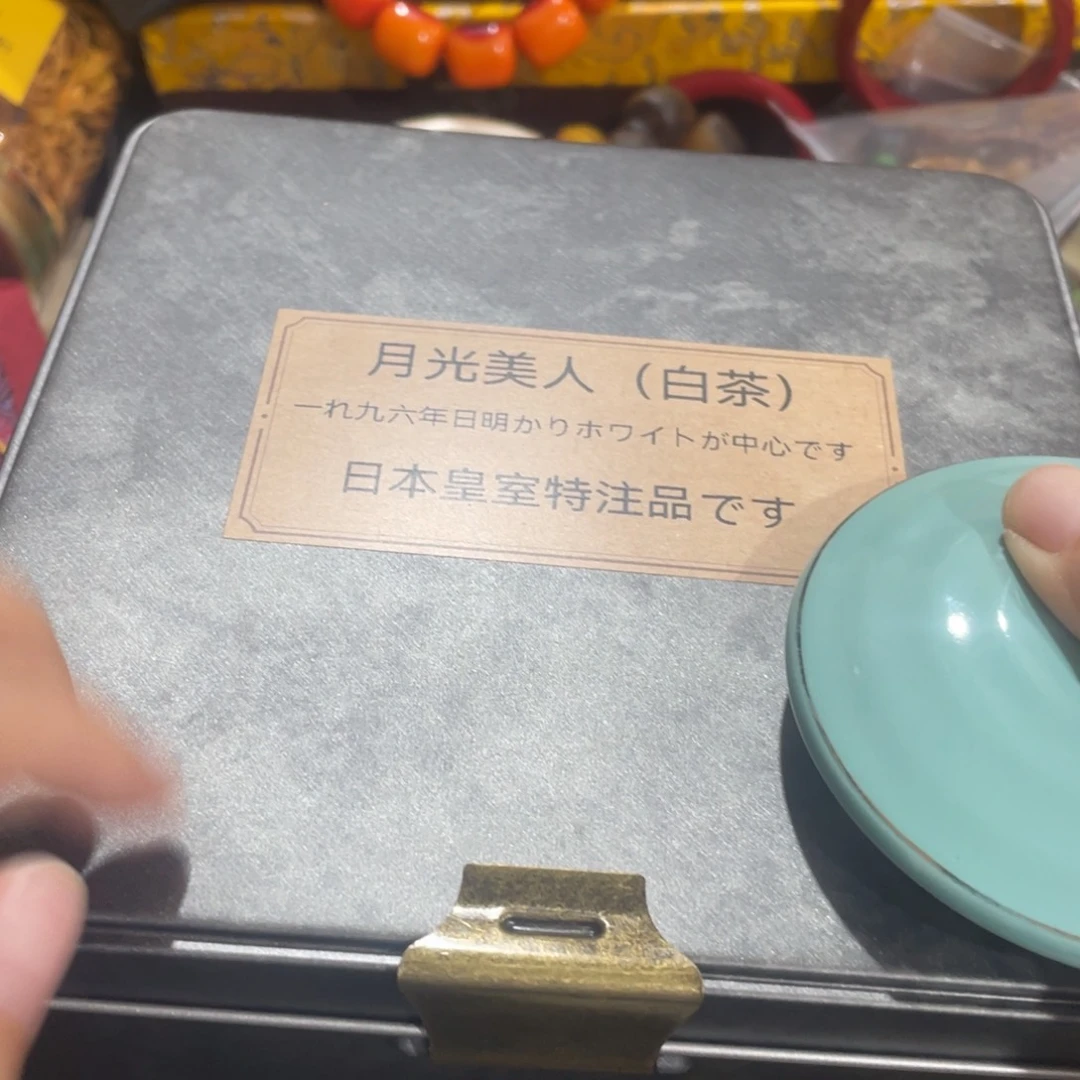 月光美人（白茶）
一れ九六年日明かりホワイトが中心です
日本皇室特注品です